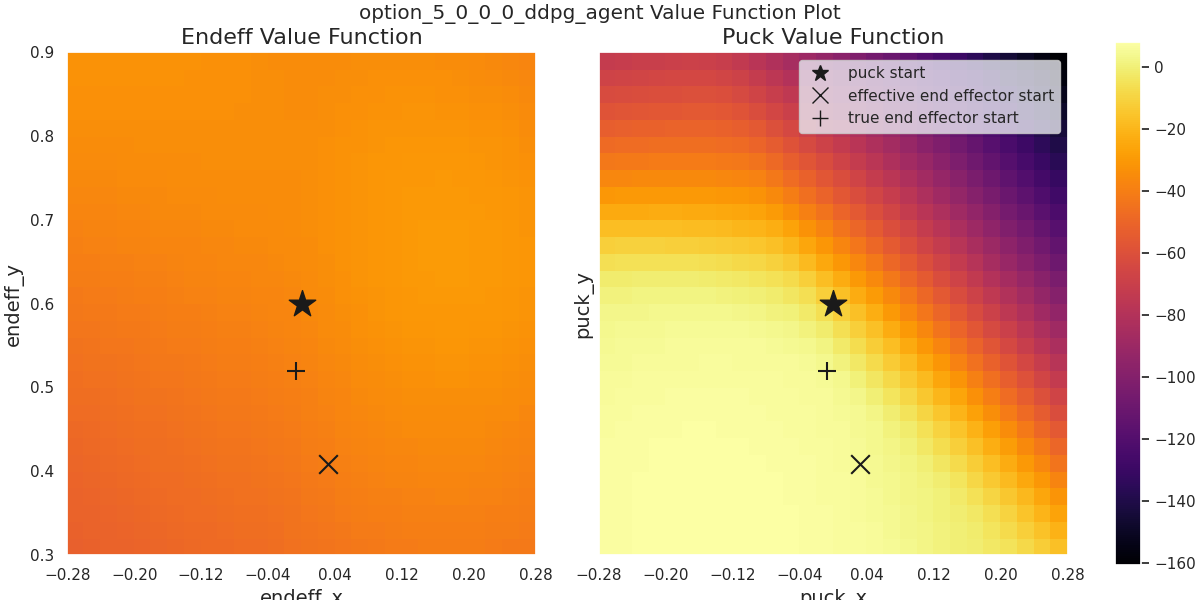 option_5_0_0_0_ddpg_agent Value Function Plot
Endeff Value Function
Puck Value Function
0.9
0.8
0.7
0.6
0.5
0.4
0.3
endeff_y
−0.28 −0.20 −0.12 −0.04 0.04 0.12 0.20 0.28
endeff_x
puck_y
puck start
effective end effector start
true end effector start
−0.28 −0.20 −0.12 −0.04 0.04 0.12 0.20 0.28
puck_x
0
−20
−40
−60
−80
−100
−120
−140
−160